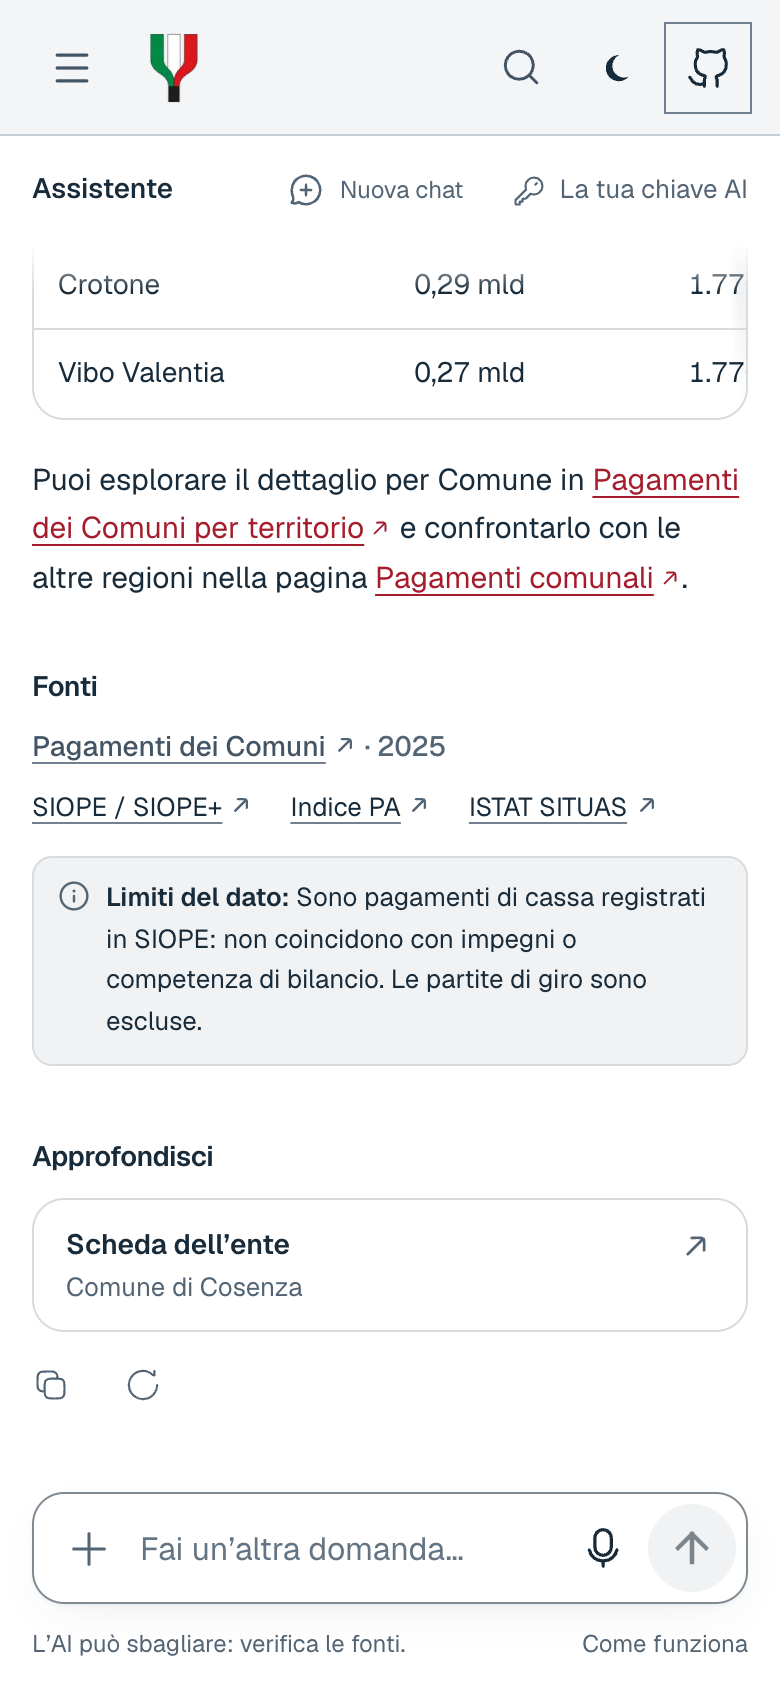 Assistente
Nuova chat
La tua chiave AI
Crotone 0,29 mld 1.77
Vibo Valentia 0,27 mld 1.77
Puoi esplorare il dettaglio per Comune in Pagamenti
dei Comuni per territorio ↗ e confrontarlo con le
altre regioni nella pagina Pagamenti comunali ↗.
Fonti
Pagamenti dei Comuni ↗ · 2025
SIOPE / SIOPE+ ↗ Indice PA ↗ ISTAT SITUAS ↗
Limiti del dato: Sono pagamenti di cassa registrati
in SIOPE: non coincidono con impegni o
competenza di bilancio. Le partite di giro sono
escluse.
Approfondisci
Scheda dell’ente
Comune di Cosenza
Fai un’altra domanda...
L’AI può sbagliare: verifica le fonti.
Come funziona